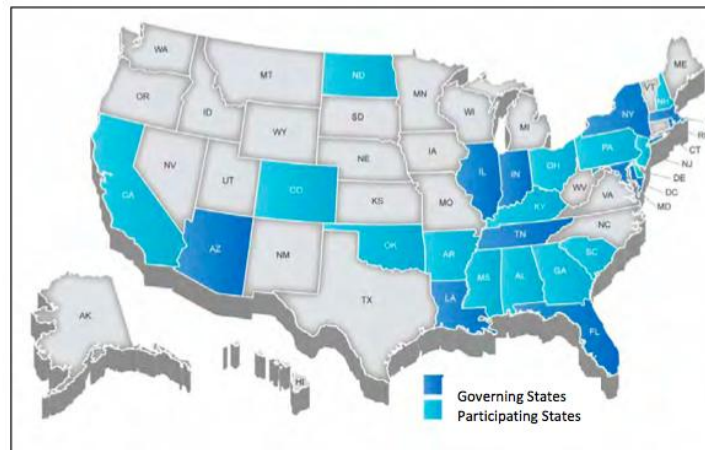 WA
MT
ND
MN
ME
VT
NH
OR
ID
SD
WI
MI
NY
WY
IA
NE
PA
NV
UT
CO
IL
IN
OH
CT
NJ
DE
DC
MD
WV
VA
CA
KS
MO
KY
NC
TN
AZ
NM
OK
AR
SC
MS
AL
GA
TX
LA
FL
AK
HI
Governing States
Participating States